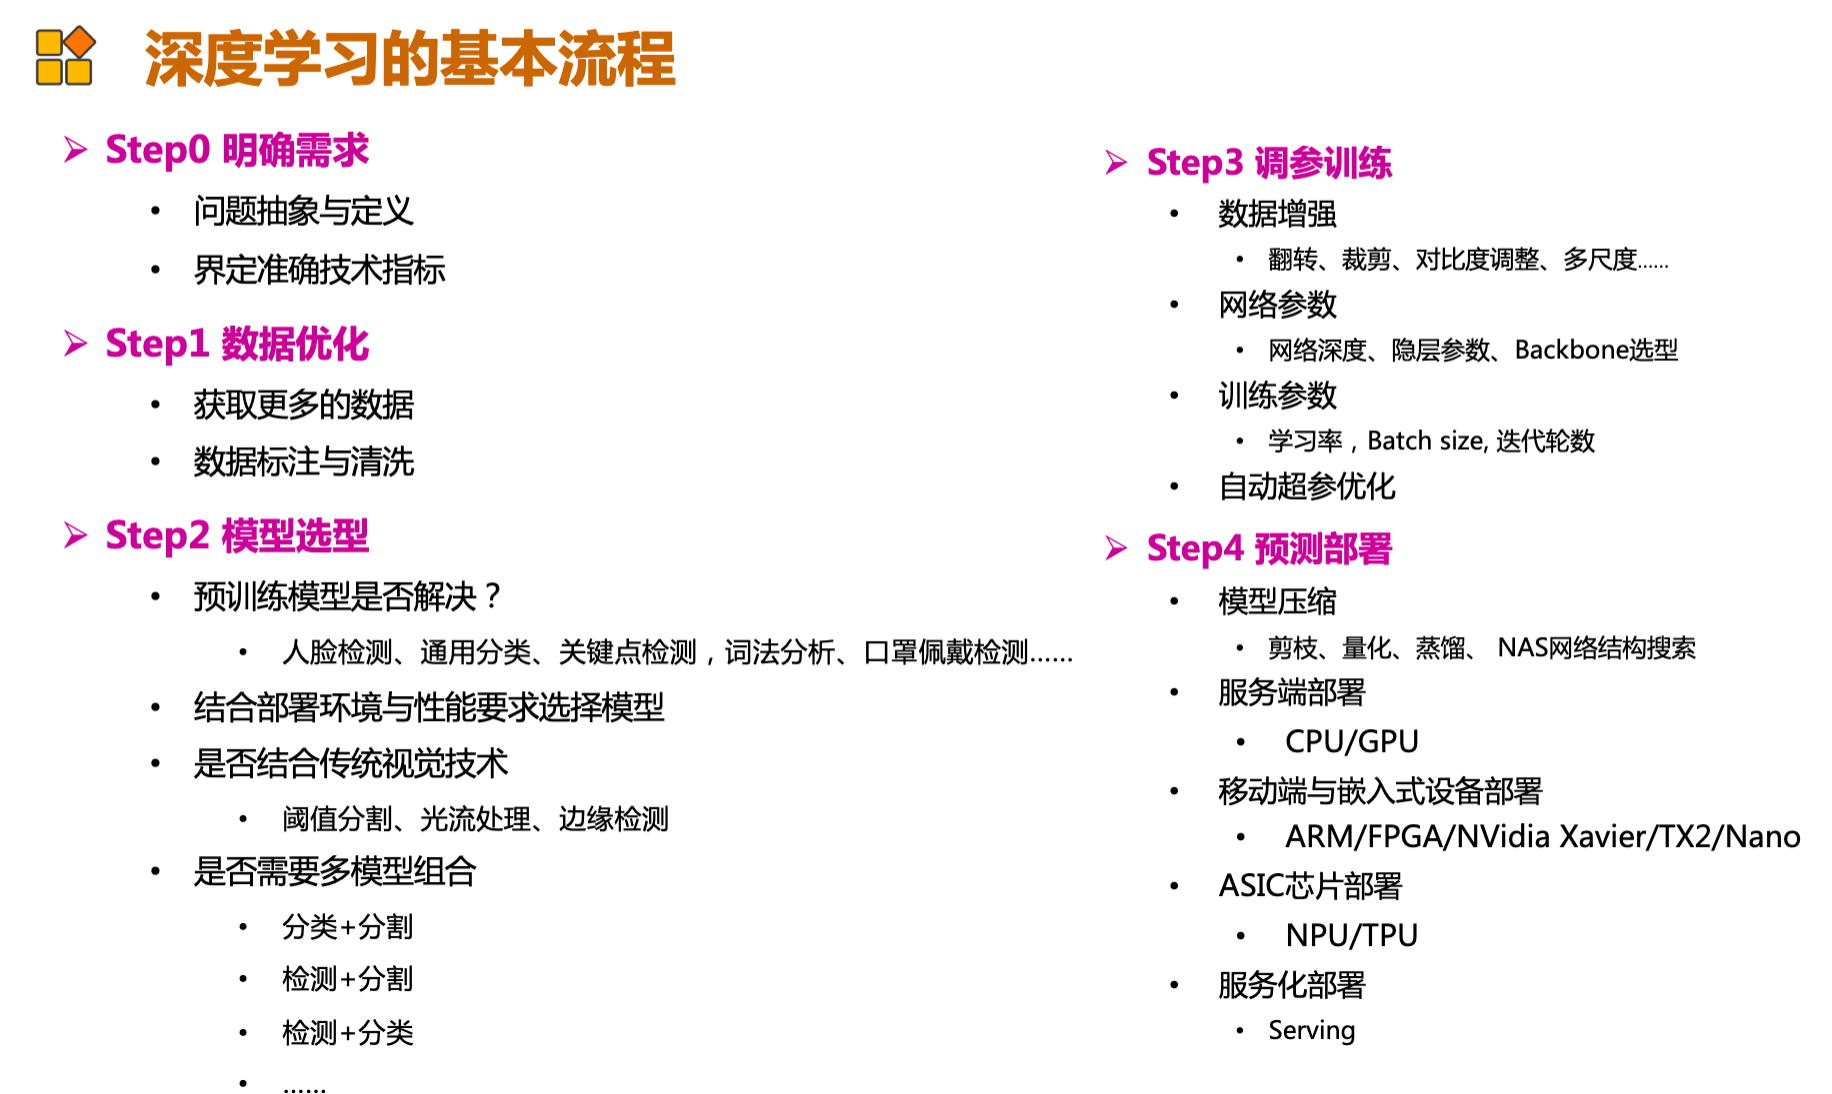 深度学习的基本流程
Step0 明确需求
问题抽象与定义
界定准确技术指标
Step1 数据优化
获取更多的数据
数据标注与清洗
Step2 模型选型
预训练模型是否解决？
人脸检测、通用分类、关键点检测，词法分析、口罩佩戴检测……
结合部署环境与性能要求选择模型
是否结合传统视觉技术
阈值分割、光流处理、边缘检测
是否需要多模型组合
分类+分割
检测+分割
检测+分类
……
Step3 调参训练
数据增强
翻转、裁剪、对比度调整、多尺度……
网络参数
网络深度、隐层参数、Backbone选型
训练参数
学习率，Batch size, 迭代轮数
自动超参优化
Step4 预测部署
模型压缩
剪枝、量化、蒸馏、 NAS网络结构搜索
服务端部署
CPU/GPU
移动端与嵌入式设备部署
ARM/FPGA/NVidia Xavier/TX2/Nano
ASIC芯片部署
NPU/TPU
服务化部署
Serving